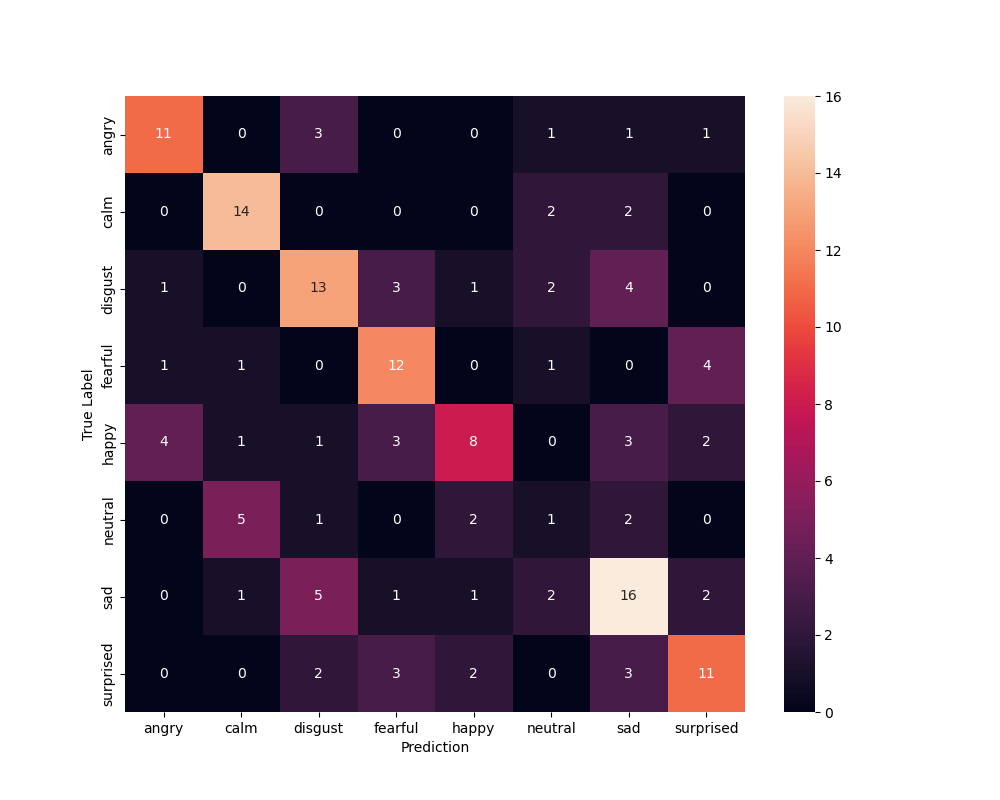 angry 11 0 3 0 0 1 1 1
calm 0 14 0 0 0 2 2 0
disgust 1 0 13 3 1 2 4 0
fearful 1 1 0 12 0 1 0 4
happy 4 1 1 3 8 0 3 2
neutral 0 5 1 0 2 1 2 0
sad 0 1 5 1 1 2 16 2
surprised 0 0 2 3 2 0 3 11
True Label
angry calm disgust fearful happy neutral sad surprised
Prediction
16
14
12
10
8
6
4
2
0